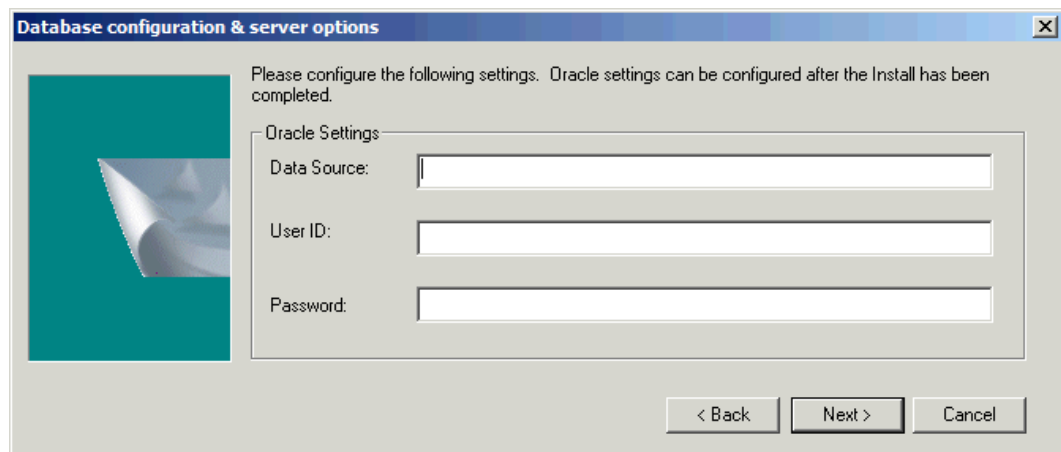 Database configuration & server options
Please configure the following settings.  Oracle settings can be configured after the Install has been
completed.
Oracle Settings
Data Source:
User ID:
Password:
< Back
Next >
Cancel